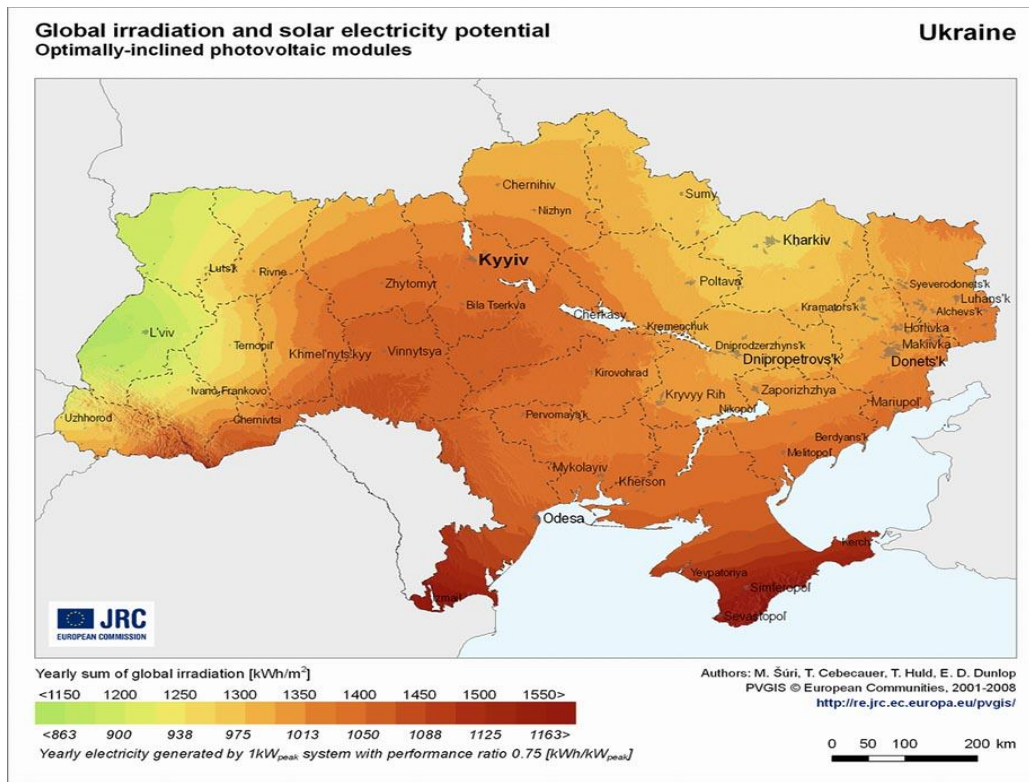 Global irradiation and solar electricity potential
Optimally-inclined photovoltaic modules
Ukraine
Chernihiv
Sumy
Nizhyn
Kharkiv
Luts'k
Rivne
Kyyiv
Zhytomyr
Poltava
Syeverodonets'k
Bila Tserkva
Luhans'k
Kramators'k
Alchevs'k
Cherkasy
L'viv
Kremenchuk
Horlivka
Ternopil'
Khmel'nyts'kyy
Vinnytsya
Dniprodzerzhyns'k
Makiivka
Dnipropetrovs'k
Donets'k
Kirovohrad
Ivano-Frankovo
Zaporizhzhya
Kryvyy Rih
Mariupol'
Uzhhorod
Chernivtsi
Pervomays'k
Nikopol'
Berdyans'k
Melitopol'
Mykolayiv
Kherson
Odesa
Kerch
Yevpatoriya
Simferopol'
Izmail
Sevastopol'
JRC
EUROPEAN COMMISSION
Yearly sum of global irradiation [kWh/m²]
<1150 1200 1250 1300 1350 1400 1450 1500 1550>
<863 900 938 975 1013 1050 1088 1125 1163>
Yearly electricity generated by 1kWpeak system with performance ratio 0.75 [kWh/kWpeak]
Authors: M. Šúri, T. Cebecauer, T. Huld, E. D. Dunlop
PVGIS © European Communities, 2001-2008
http://re.jrc.ec.europa.eu/pvgis/
0 50 100 200 km